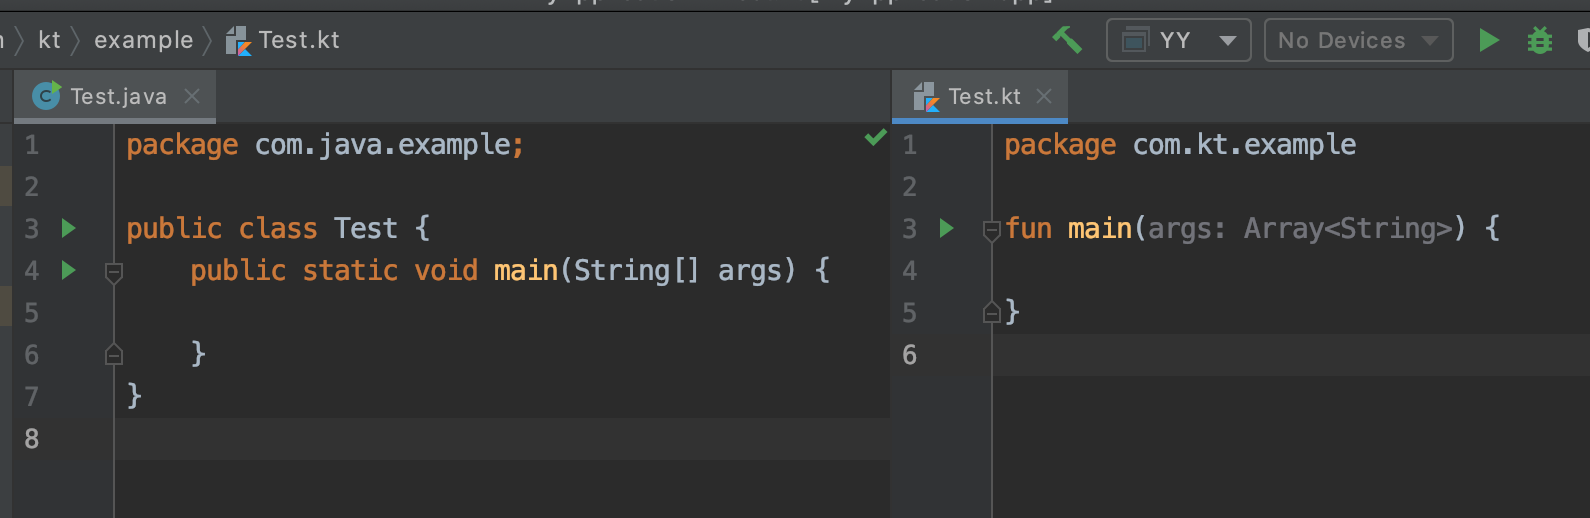 kt example Test.kt YY No Devices
Test.java
1 package com.java.example;
2
3 public class Test {
4 public static void main(String[] args) {
5
6 }
7 }
8
Test.kt
1 package com.kt.example
2
3 fun main(args: Array<String>) {
4
5 }
6